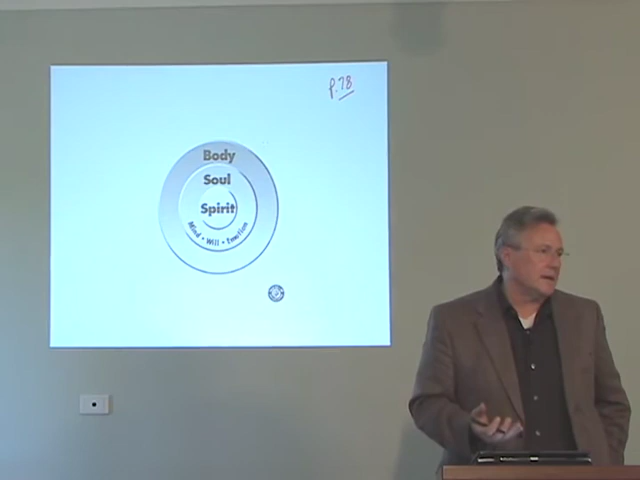 p.78
Body
Soul
Spirit
Mind • Will • Emotion